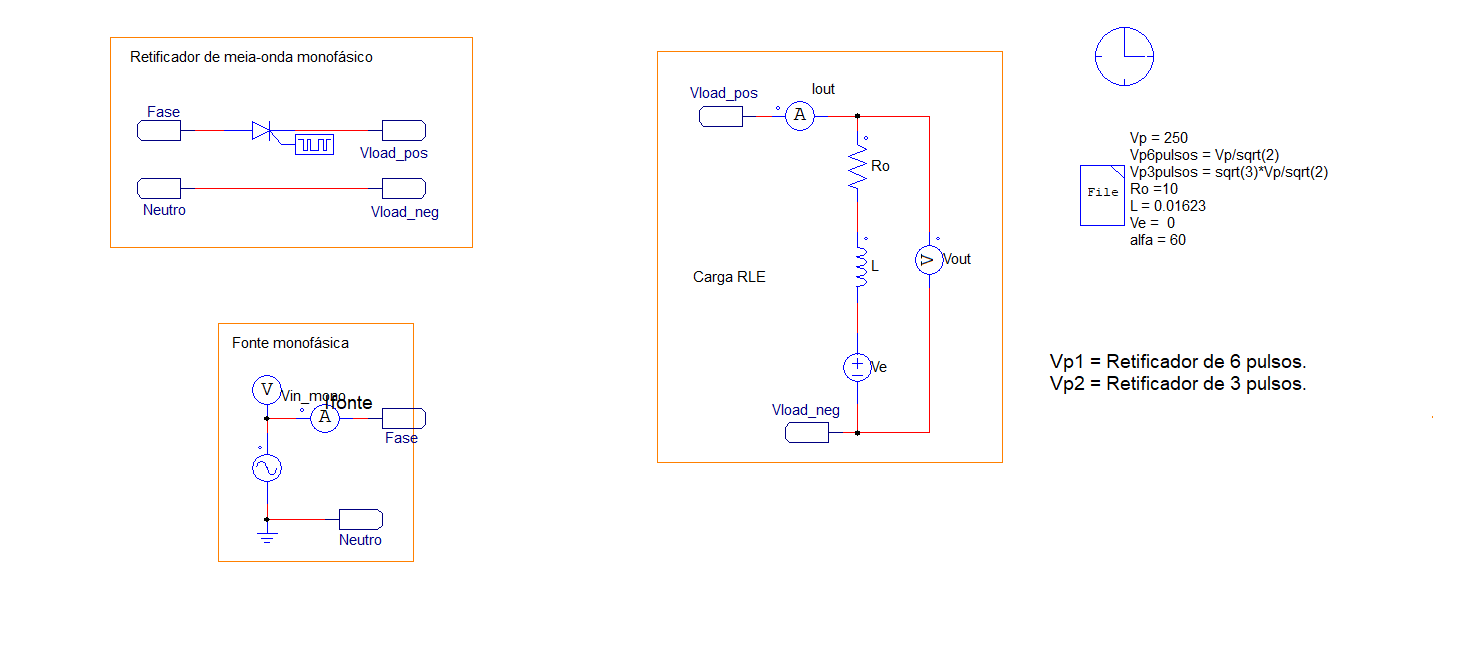 Retificador de meia-onda monofásico
Fase
Vload_pos
Neutro
Vload_neg
Fonte monofásica
V
Vin_mono
Ifonte
A
Fase
Neutro
Vload_pos
Iout
A
Ro
L
Carga RLE
V
Vout
Ve
Vload_neg
File
Vp = 250
Vp6pulsos = Vp/sqrt(2)
Vp3pulsos = sqrt(3)*Vp/sqrt(2)
Ro =10
L = 0.01623
Ve =  0
alfa = 60
Vp1 = Retificador de 6 pulsos.
Vp2 = Retificador de 3 pulsos.